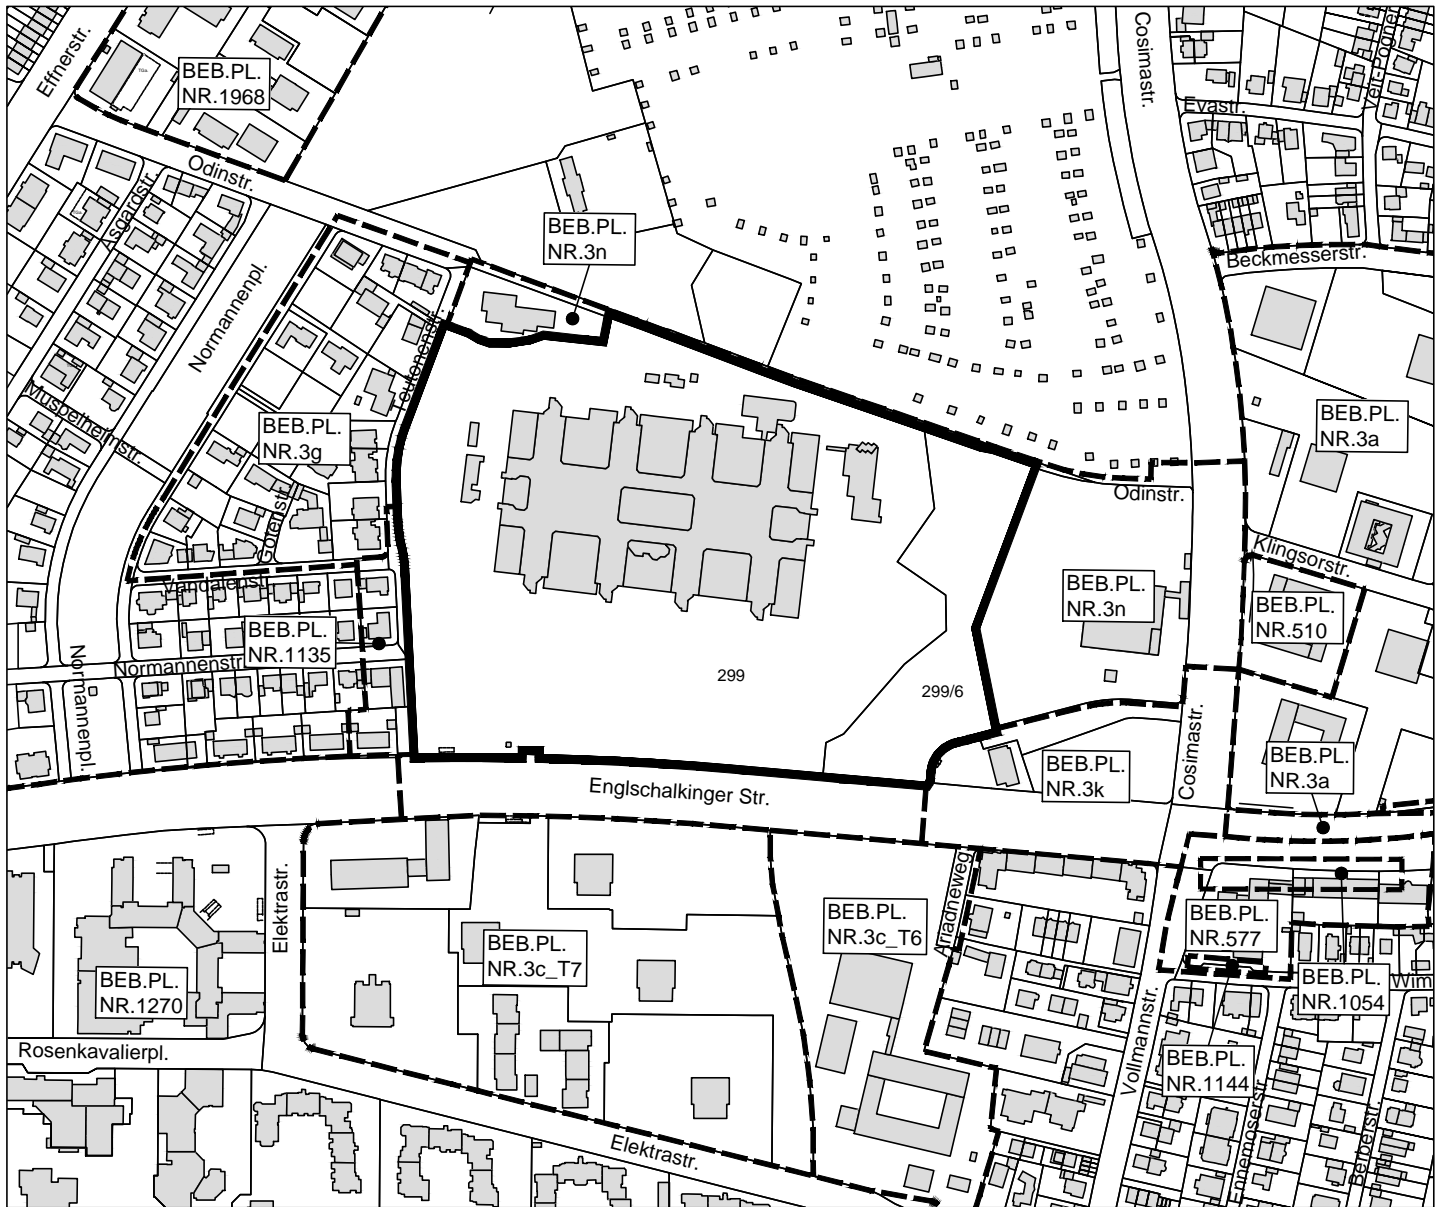 Effnerstr.
BEB.PL.
NR.1968
Cosimastr.
Evastr.
Odinstr.
Asgardstr.
BEB.PL.
NR.3n
Beckmesserstr.
Normannenpl.
Teutonenstr.
Muspelheimstr.
BEB.PL.
NR.3g
BEB.PL.
NR.3a
Odinstr.
Gotenstr.
Klingsorstr.
Vandalenstr.
BEB.PL.
NR.3n
BEB.PL.
NR.510
BEB.PL.
NR.1135
Normannenstr.
Normannenpl.
299
299/6
Cosimastr.
BEB.PL.
NR.3k
BEB.PL.
NR.3a
Englschalkinger Str.
Elektrastr.
Ariadneweg
BEB.PL.
NR.3c_T6
BEB.PL.
NR.577
BEB.PL.
NR.3c_T7
BEB.PL.
NR.1270
BEB.PL.
NR.1054
Wim
Vollmannstr.
Rosenkavalierpl.
BEB.PL.
NR.1144
Elektrastr.
Ennemoserstr.